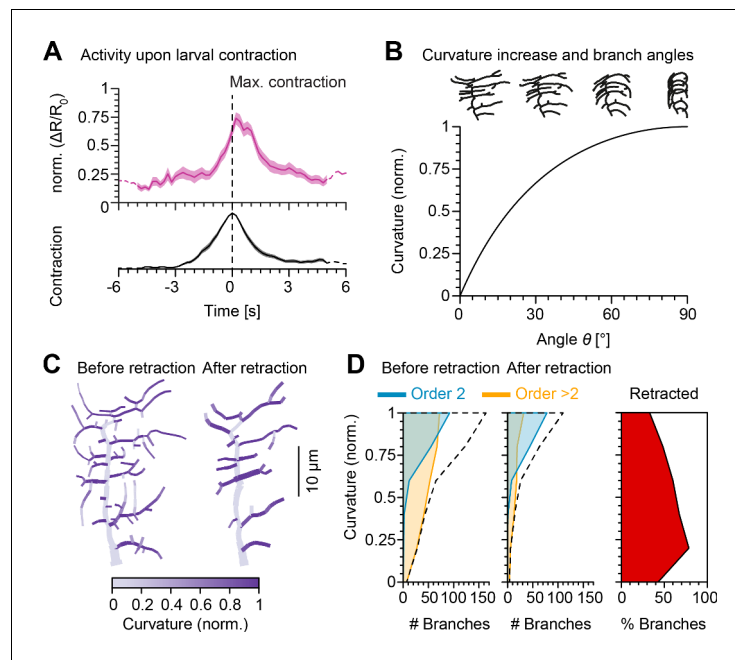 A Activity upon larval contraction
Max. contraction
norm. (ΔR/R0)
1
0.75
0.5
0.25
0
Contraction
-6 -3 0 3 6
Time [s]
B Curvature increase and branch angles
Curvature (norm.)
1
0.75
0.5
0.25
0
0 30 60 90
Angle θ [°]
C Before retraction After retraction
10 µm
0 0.2 0.4 0.6 0.8 1
Curvature (norm.)
D Before retraction After retraction
Order 2 Order >2 Retracted
Curvature (norm.)
1
0.75
0.5
0.25
0
0 50 100 150
# Branches
0 50 100 150
# Branches
0 50 100
% Branches